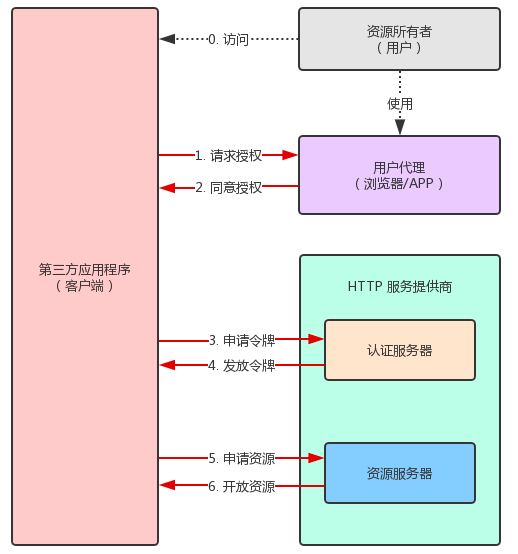 0. 访问
资源所有者
（用户）
使用
1. 请求授权
2. 同意授权
用户代理
（浏览器/APP）
第三方应用程序
（客户端）
HTTP 服务提供商
3. 申请令牌
4. 发放令牌
认证服务器
5. 申请资源
6. 开放资源
资源服务器